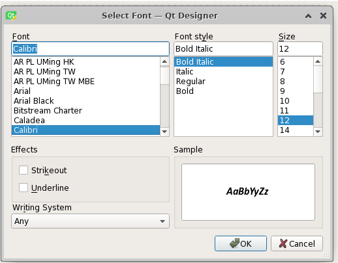 Select Font — Qt Designer
Font
Font style
Size
Calibri
Bold Italic
12
AR PL UMing HK
AR PL UMing TW
AR PL UMing TW MBE
Arial
Arial Black
Bitstream Charter
Caladea
Calibri
Bold Italic
Italic
Regular
Bold
6
7
8
9
10
11
12
14
Effects
Strikeout
Underline
Sample
AaBbYyZz
Writing System
Any
OK
Cancel